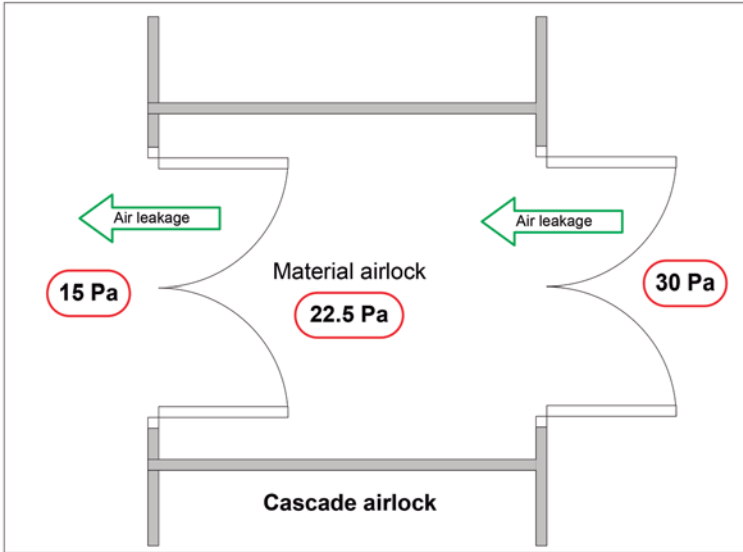 Air leakage
Air leakage
Material airlock
15 Pa
22.5 Pa
30 Pa
Cascade airlock